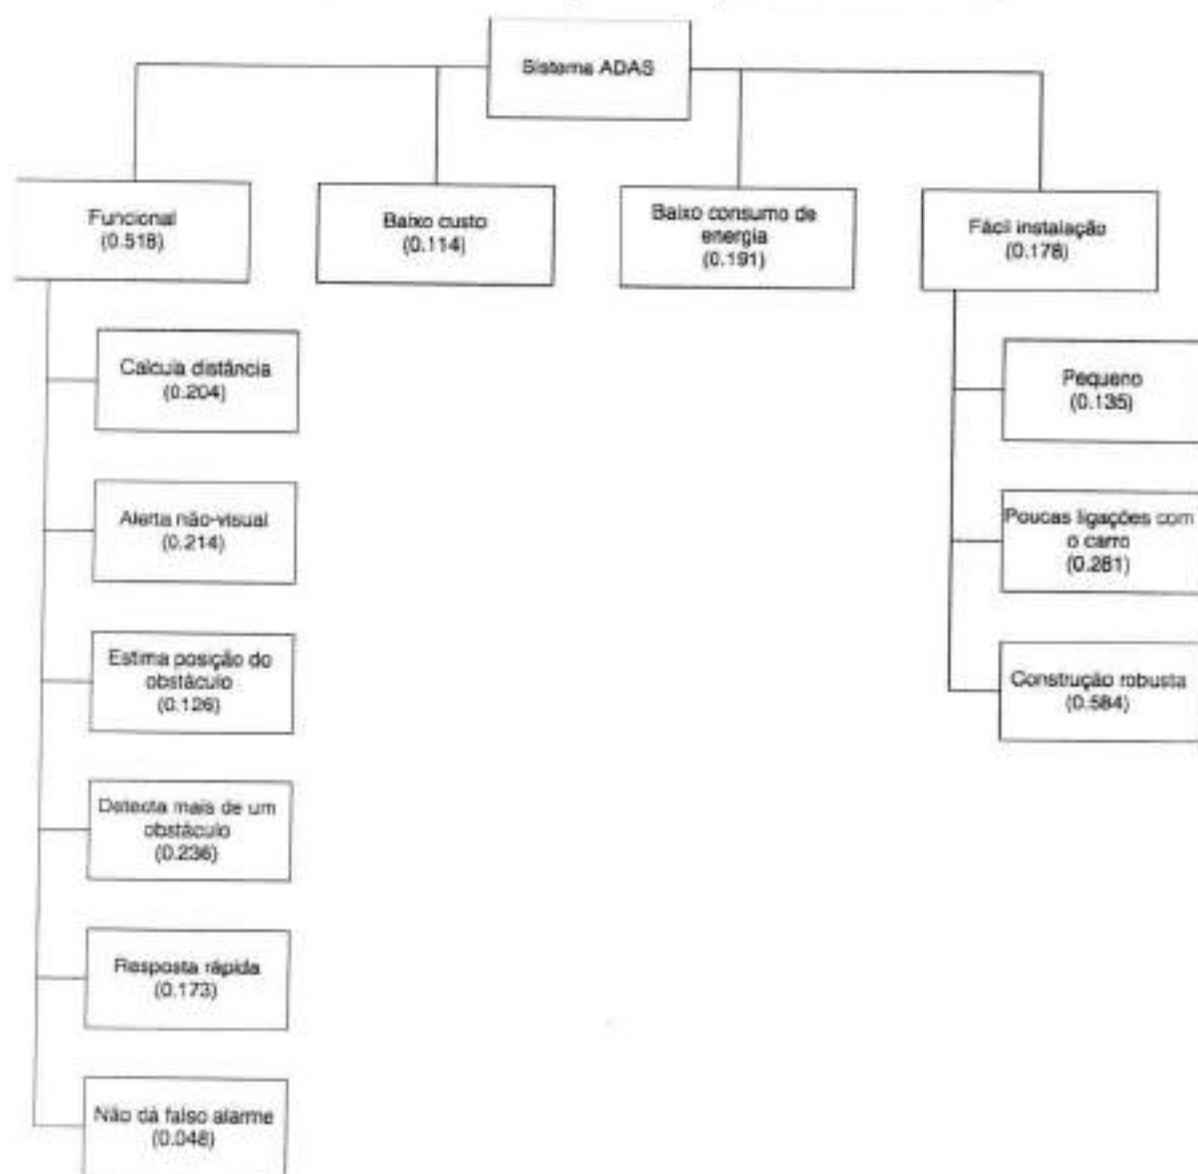 Sistema ADAS
Funcional
(0.518)
Baixo custo
(0.114)
Baixo consumo de
energia
(0.191)
Fácil instalação
(0.178)
Calcula distância
(0.204)
Alerta não-visual
(0.214)
Estima posição do
obstáculo
(0.126)
Detecta mais de um
obstáculo
(0.236)
Resposta rápida
(0.173)
Não dá falso alarme
(0.048)
Pequeno
(0.135)
Poucas ligações com
o carro
(0.281)
Construção robusta
(0.584)